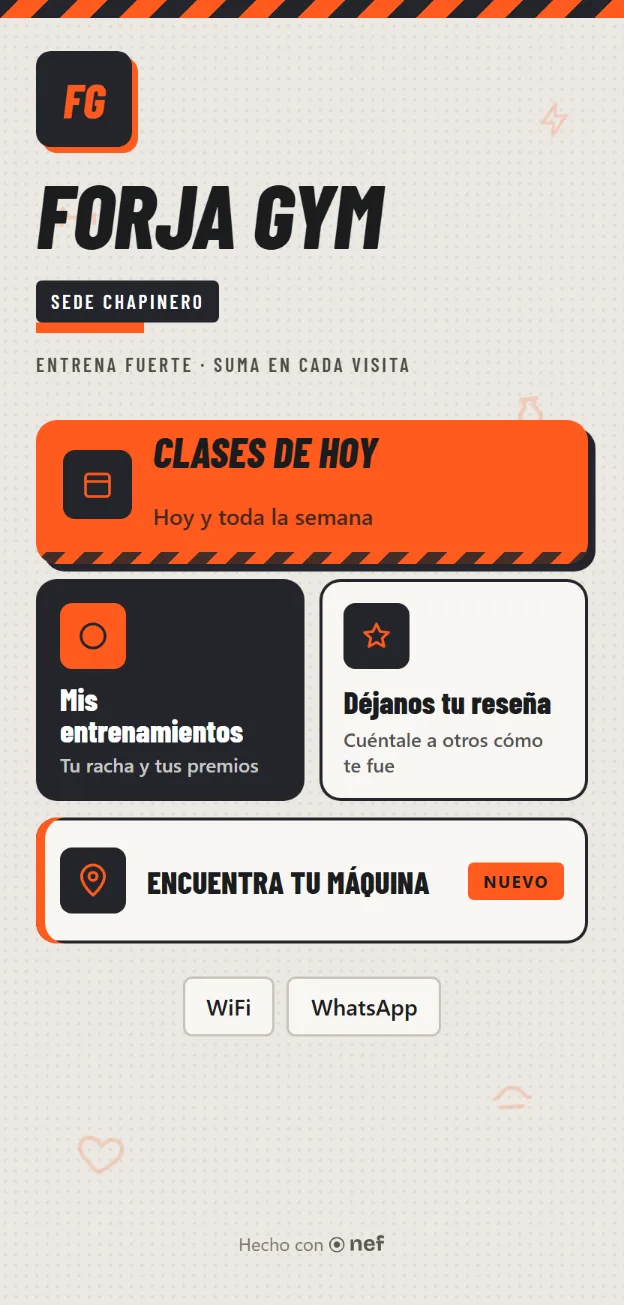 FG
FORJA GYM
SEDE CHAPINERO
ENTRENA FUERTE · SUMA EN CADA VISITA
CLASES DE HOY
Hoy y toda la semana
Mis
entrenamientos
Tu racha y tus premios
Déjanos tu reseña
Cuéntale a otros cómo
te fue
ENCUENTRA TU MÁQUINA
NUEVO
WiFi
WhatsApp
Hecho con nef